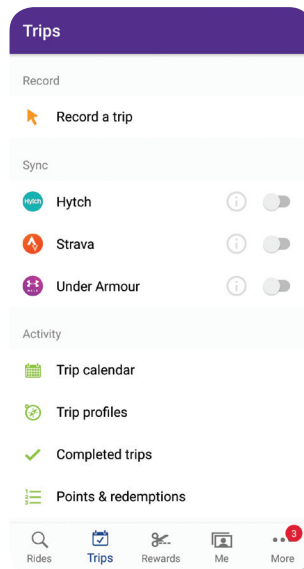 Trips
Record
Record a trip
Sync
Hytch
Hytch
Strava
Under Armour
Activity
Trip calendar
Trip profiles
Completed trips
Points & redemptions
3
Rides
Trips
Rewards
Me
More